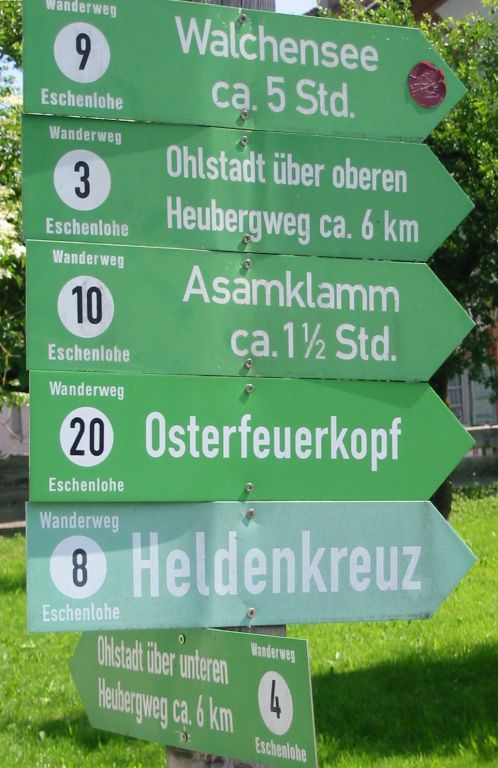 Wanderweg
9
Eschenlohe
Walchensee
ca. 5 Std.
Wanderweg
3
Eschenlohe
Ohlstadt über oberen
Heubergweg ca. 6 km
Wanderweg
10
Eschenlohe
Asamklamm
ca. 1 ½ Std.
Wanderweg
20
Eschenlohe
Osterfeuerkopf
Wanderweg
8
Eschenlohe
Heldenkreuz
Ohlstadt über unteren
Heubergweg ca. 6 km
Wanderweg
4
Eschenlohe